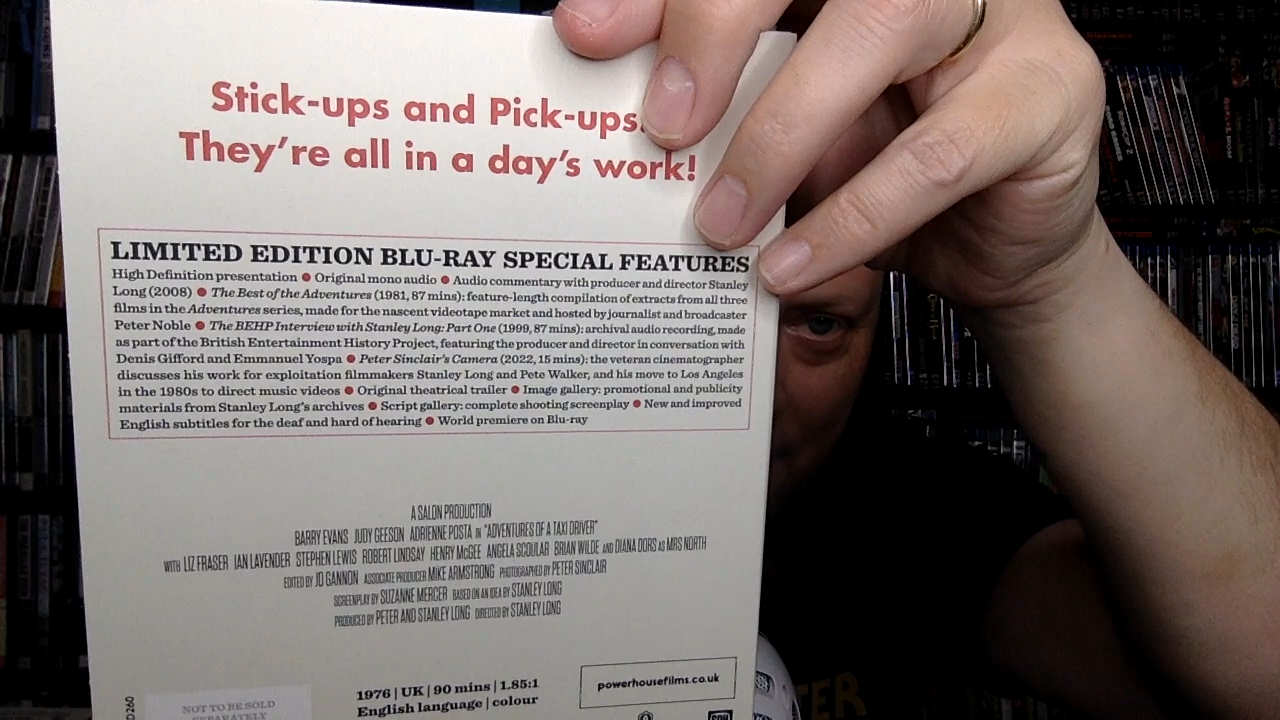 Stick-ups and Pick-ups.
They're all in a day's work!
LIMITED EDITION BLU-RAY SPECIAL FEATURES
High Definition presentation ● Original mono audio ● Audio commentary with producer and director Stanley
Long (2008) ● The Best of the Adventures (1981, 87 mins): feature-length compilation of extracts from all three
films in the Adventures series, made for the nascent videotape market and hosted by journalist and broadcaster
Peter Noble ● The BEHP Interview with Stanley Long: Part One (1999, 87 mins): archival audio recording, made
as part of the British Entertainment History Project, featuring the producer and director in conversation with
Denis Gifford and Emmanuel Yospa ● Peter Sinclair's Camera (2022, 15 mins): the veteran cinematographer
discusses his work for exploitation filmmakers Stanley Long and Pete Walker, and his move to Los Angeles
in the 1980s to direct music videos ● Original theatrical trailer ● Image gallery: promotional and publicity
materials from Stanley Long's archives ● Script gallery: complete shooting screenplay ● New and improved
English subtitles for the deaf and hard of hearing ● World premiere on Blu-ray
A SALON PRODUCTION
BARRY EVANS JUDY GEESON ADRIENNE POSTA IN "ADVENTURES OF A TAXI DRIVER"
WITH LIZ FRASER IAN LAVENDER STEPHEN LEWIS ROBERT LINDSAY HENRY McGEE ANGELA SCOULAR BRIAN WILDE AND DIANA DORS AS MRS NORTH
EDITED BY JO GANNON ASSOCIATE PRODUCER MIKE ARMSTRONG PHOTOGRAPHED BY PETER SINCLAIR
SCREENPLAY BY SUZANNE MERCER BASED ON AN IDEA BY STANLEY LONG
PRODUCED BY PETER AND STANLEY LONG DIRECTED BY STANLEY LONG
1976 | UK | 90 mins | 1.85:1
English language | colour
powerhousefilms.co.uk
NOT TO BE SOLD
SEPARATELY
D260
TER